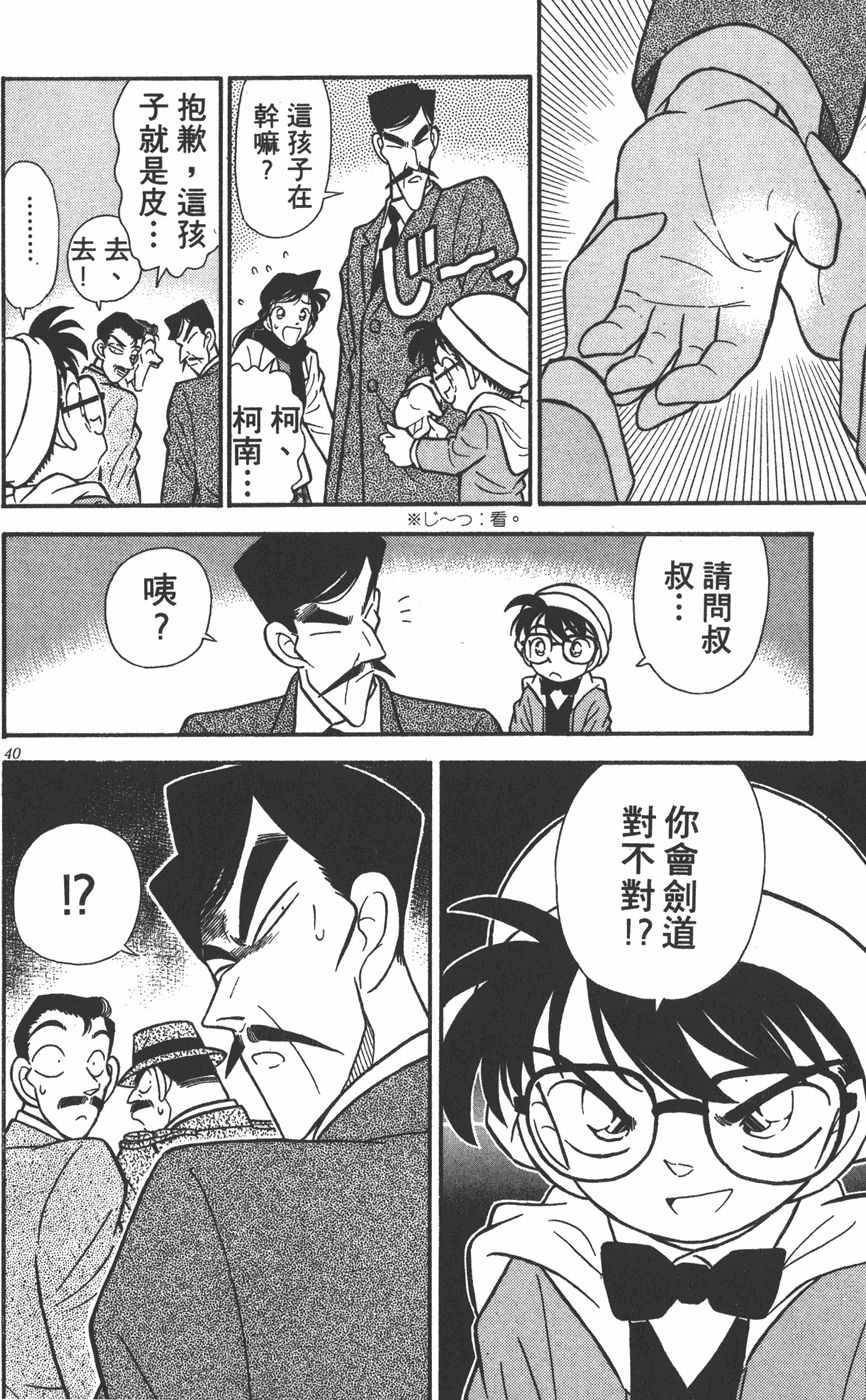 這孩子在
幹嘛?
じ〜っ
柯、
柯南…
抱歉，這孩
子就是皮…
去、
去!
………
※じ〜つ：看。
請問叔
叔…
咦?
40
你會劍道
對不對!?
!?